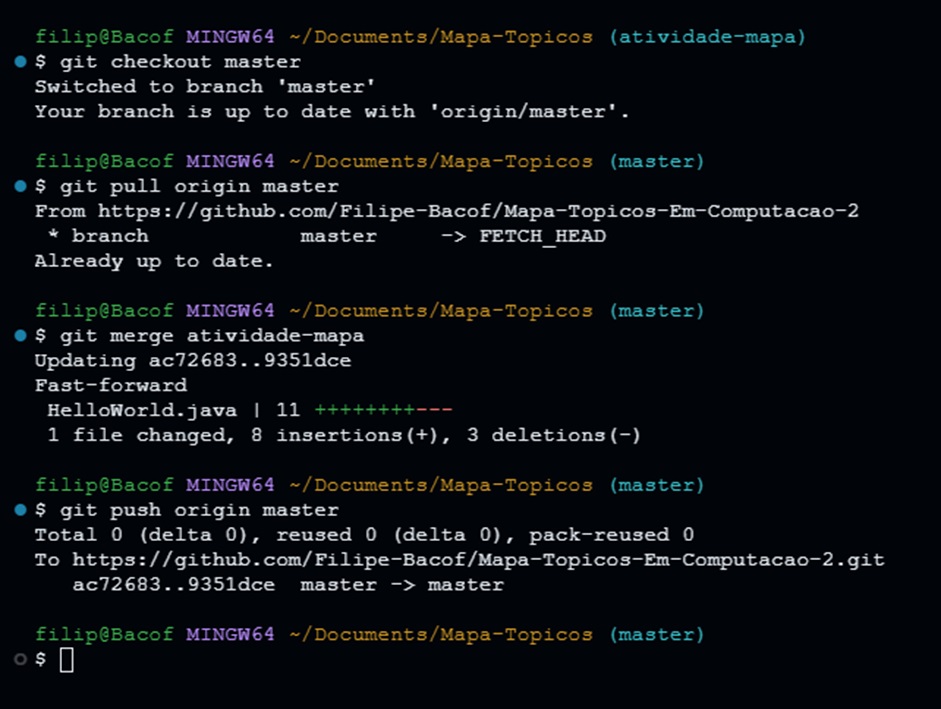 filip@Bacof MINGW64 ~/Documents/Mapa-Topicos (atividade-mapa)
$ git checkout master
Switched to branch 'master'
Your branch is up to date with 'origin/master'.
filip@Bacof MINGW64 ~/Documents/Mapa-Topicos (master)
$ git pull origin master
From https://github.com/Filipe-Bacof/Mapa-Topicos-Em-Computacao-2
 * branch            master     -> FETCH_HEAD
Already up to date.
filip@Bacof MINGW64 ~/Documents/Mapa-Topicos (master)
$ git merge atividade-mapa
Updating ac72683..9351dce
Fast-forward
 HelloWorld.java | 11 ++++++++---
 1 file changed, 8 insertions(+), 3 deletions(-)
filip@Bacof MINGW64 ~/Documents/Mapa-Topicos (master)
$ git push origin master
Total 0 (delta 0), reused 0 (delta 0), pack-reused 0
To https://github.com/Filipe-Bacof/Mapa-Topicos-Em-Computacao-2.git
   ac72683..9351dce  master -> master
filip@Bacof MINGW64 ~/Documents/Mapa-Topicos (master)
$